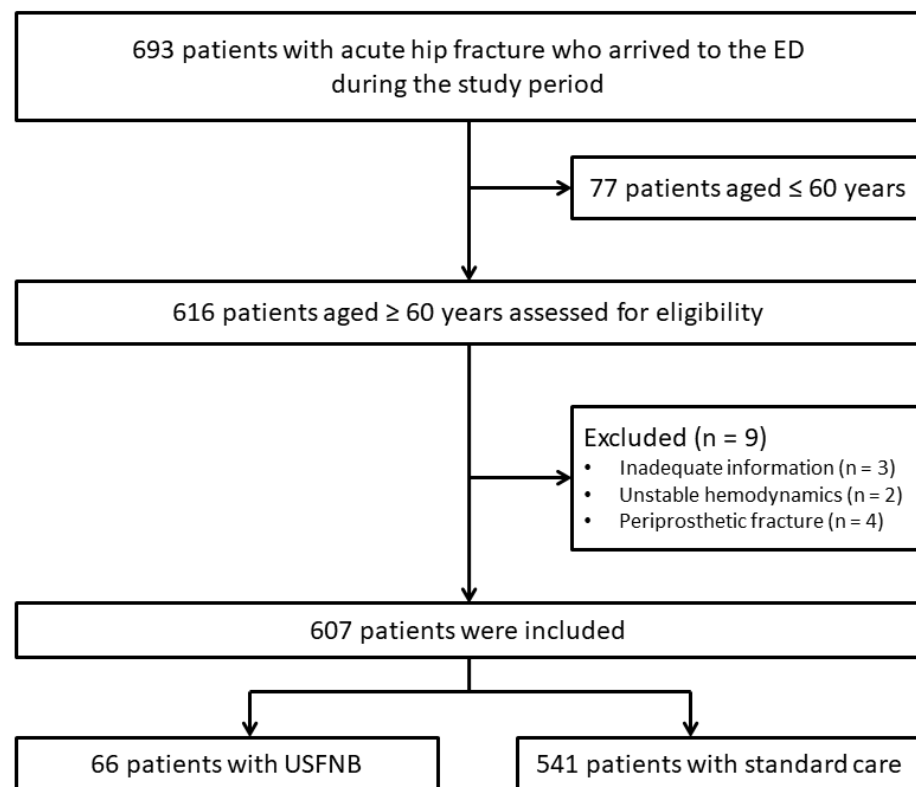 693 patients with acute hip fracture who arrived to the ED
during the study period
77 patients aged ≤ 60 years
616 patients aged ≥ 60 years assessed for eligibility
Excluded (n = 9)
• Inadequate information (n = 3)
• Unstable hemodynamics (n = 2)
• Periprosthetic fracture (n = 4)
607 patients were included
66 patients with USFNB
541 patients with standard care